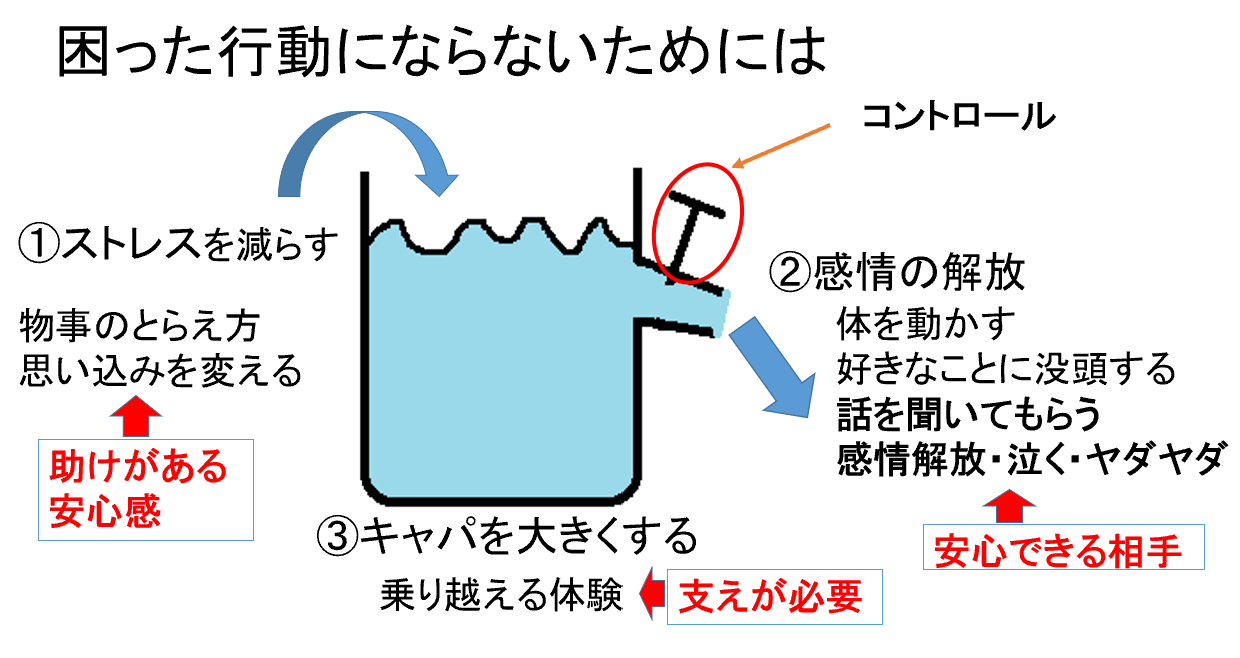 困った行動にならないためには
コントロール
①ストレスを減らす
物事のとらえ方
思い込みを変える
助けがある
安心感
②感情の解放
体を動かす
好きなことに没頭する
話を聞いてもらう
感情解放・泣く・ヤダヤダ
安心できる相手
③キャパを大きくする
乗り越える体験
支えが必要